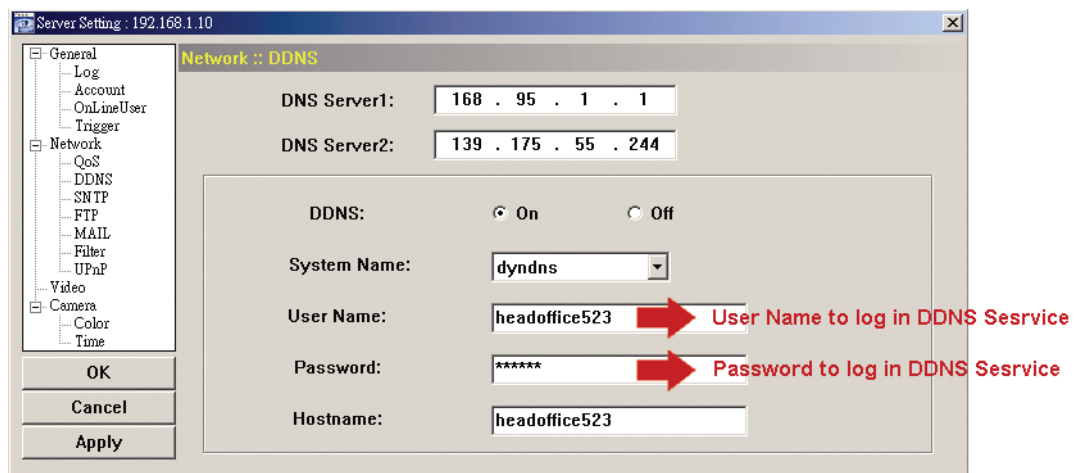 Server Setting : 192.168.1.10
General
Log
Account
OnLineUser
Trigger
Network
QoS
DDNS
SNTP
FTP
MAIL
Filter
UPnP
Video
Camera
Color
Time
OK
Cancel
Apply
Network :: DDNS
DNS Server1: 168 . 95 . 1 . 1
DNS Server2: 139 . 175 . 55 . 244
DDNS: On Off
System Name: dyndns
User Name: headoffice523 User Name to log in DDNS Sesrvice
Password: ****** Password to log in DDNS Sesrvice
Hostname: headoffice523